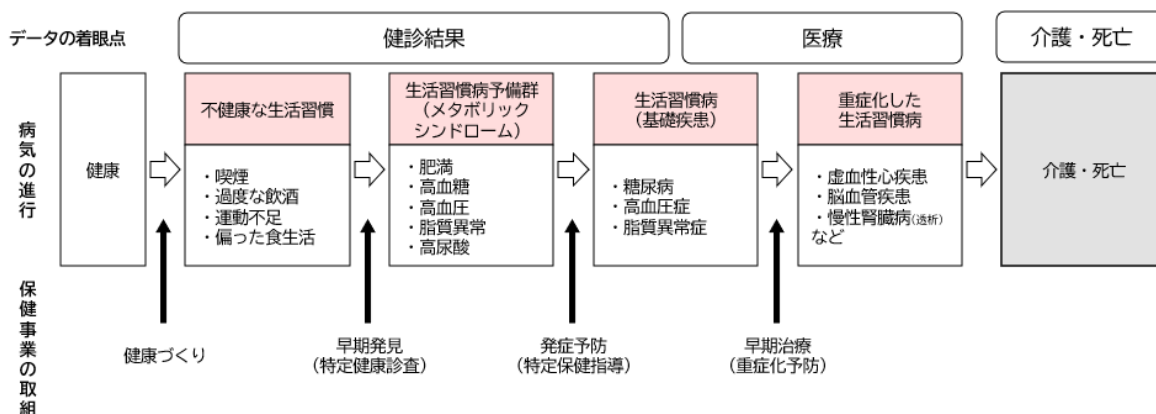 データの着眼点
健診結果
医療
介護・死亡
病気の進行
健康
不健康な生活習慣
・喫煙
・過度な飲酒
・運動不足
・偏った食生活
生活習慣病予備群
（メタボリック
シンドローム）
・肥満
・高血糖
・高血圧
・脂質異常
・高尿酸
生活習慣病
（基礎疾患）
・糖尿病
・高血圧症
・脂質異常症
重症化した
生活習慣病
・虚血性心疾患
・脳血管疾患
・慢性腎臓病（透析）
など
介護・死亡
保健事業の取組
健康づくり
早期発見
（特定健康診査）
発症予防
（特定保健指導）
早期治療
（重症化予防）